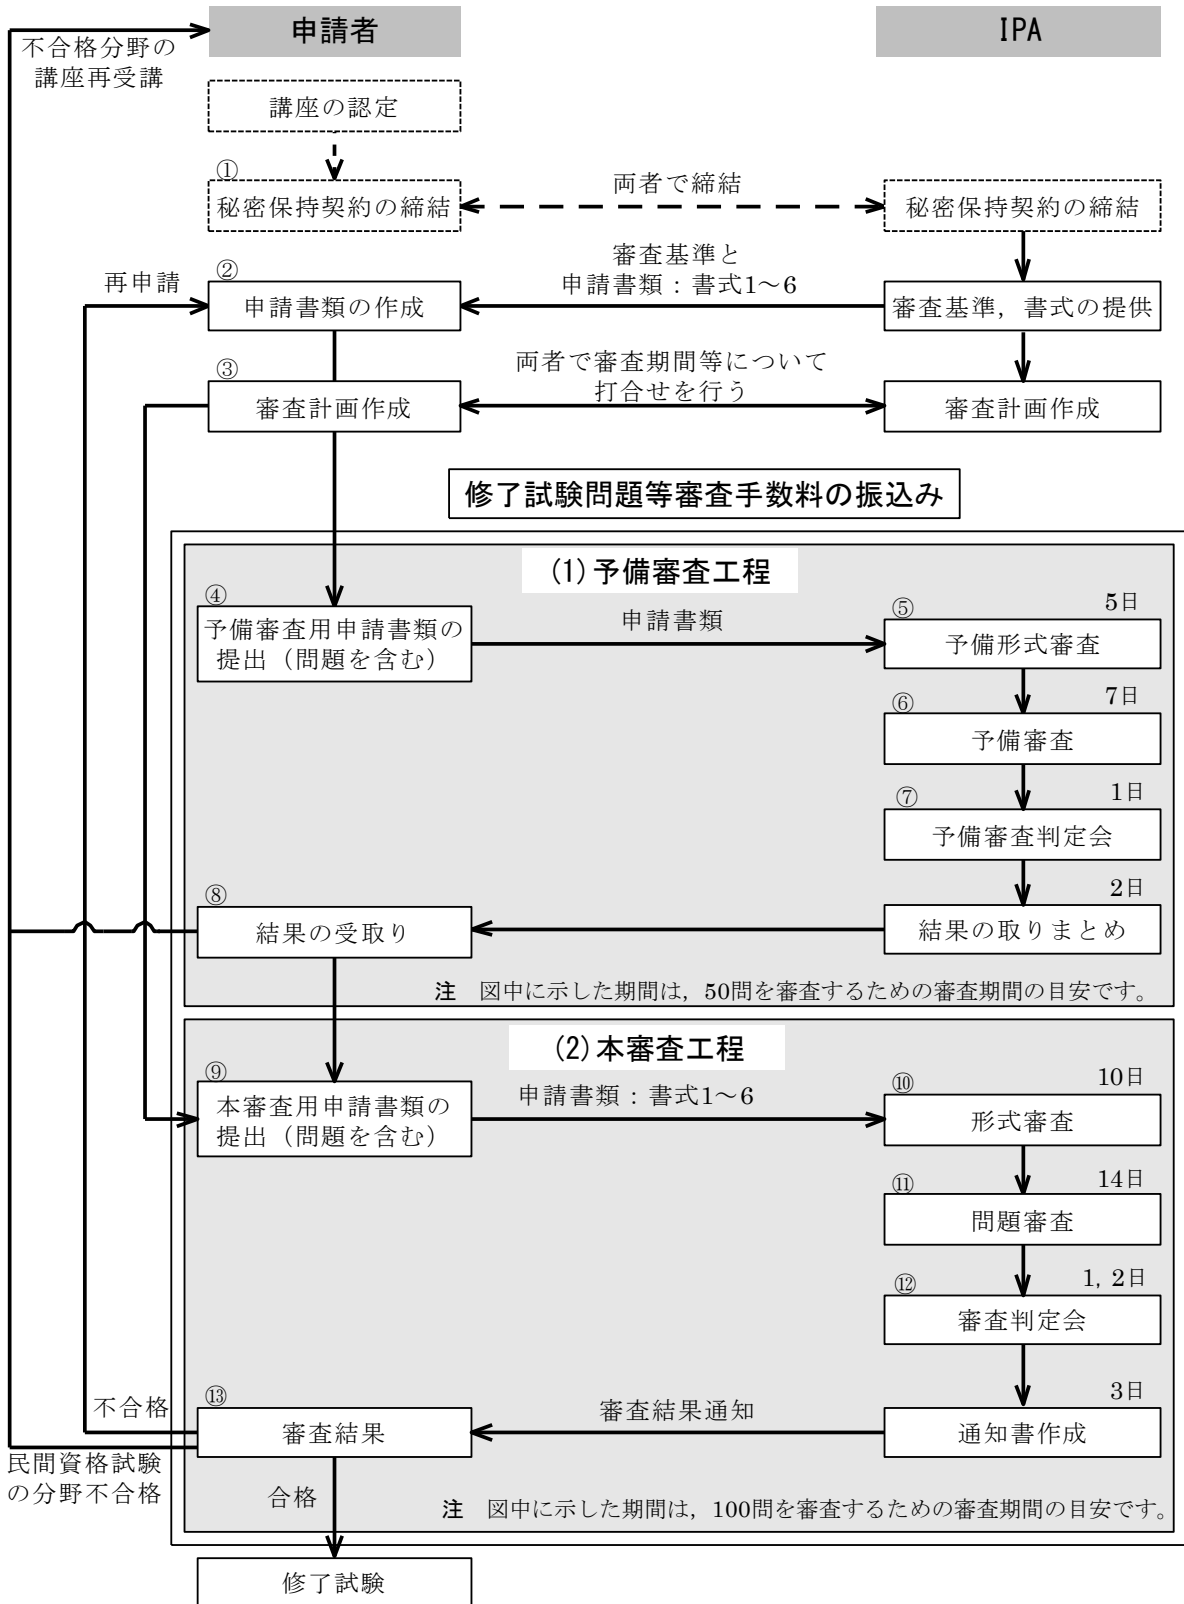 申請者
IPA
不合格分野の
講座再受講
講座の認定
①
秘密保持契約の締結
両者で締結
秘密保持契約の締結
再申請
②
申請書類の作成
審査基準と
申請書類：書式1～6
審査基準，書式の提供
③
審査計画作成
両者で審査期間等について
打合せを行う
審査計画作成
修了試験問題等審査手数料の振込み
(1)予備審査工程
④
予備審査用申請書類の
提出（問題を含む）
申請書類
⑤
5日
予備形式審査
⑥
7日
予備審査
⑦
1日
予備審査判定会
⑧
結果の受取り
2日
結果の取りまとめ
注　図中に示した期間は，50問を審査するための審査期間の目安です。
(2)本審査工程
⑨
本審査用申請書類の
提出（問題を含む）
申請書類：書式1～6
⑩
10日
形式審査
⑪
14日
問題審査
⑫
1, 2日
審査判定会
不合格
⑬
審査結果
審査結果通知
3日
通知書作成
民間資格試験
の分野不合格
合格
注　図中に示した期間は，100問を審査するための審査期間の目安です。
修了試験